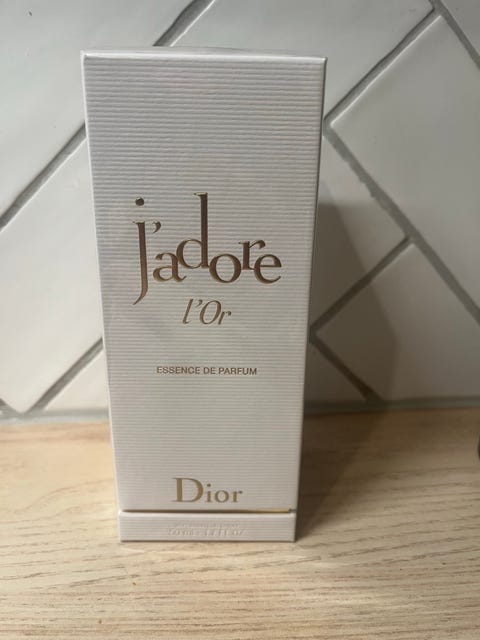 j'adore
l'Or
ESSENCE DE PARFUM
Dior